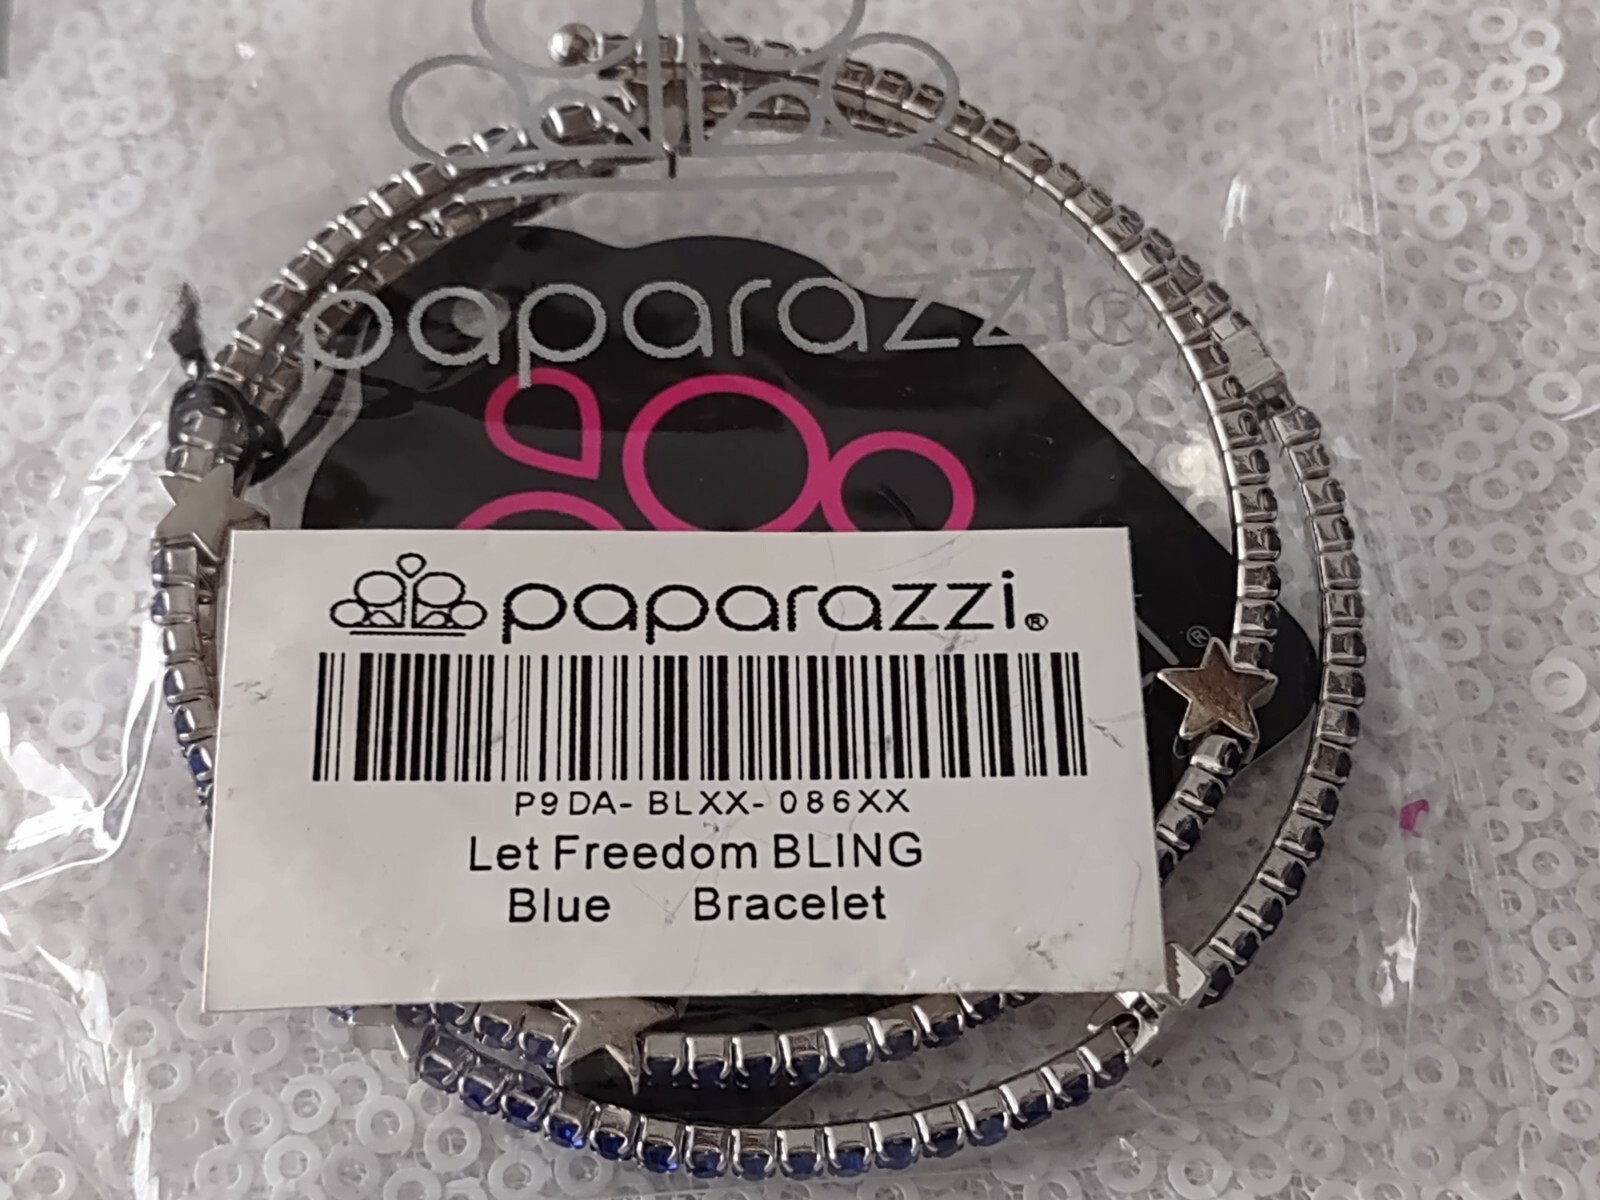 paparazzi®
®
paparazzi®
P9DA-BLXX-086XX
Let Freedom BLING
Blue Bracelet